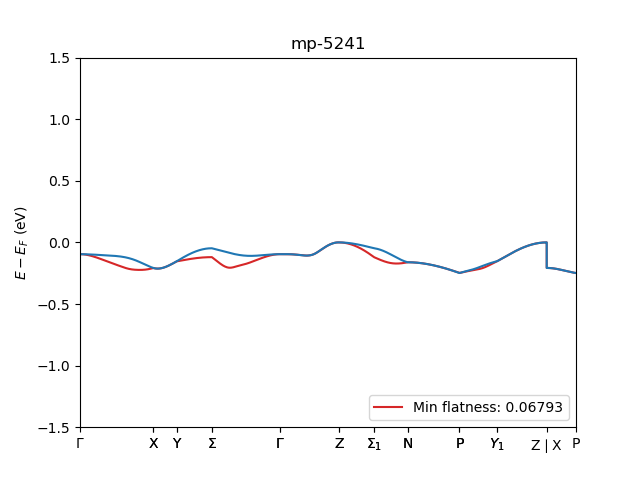 mp-5241
1.5
1.0
0.5
0.0
−0.5
−1.0
−1.5
E − E_F (eV)
Min flatness: 0.06793
Γ X Y Σ Γ Z Σ₁ N P Y₁ Z | X P